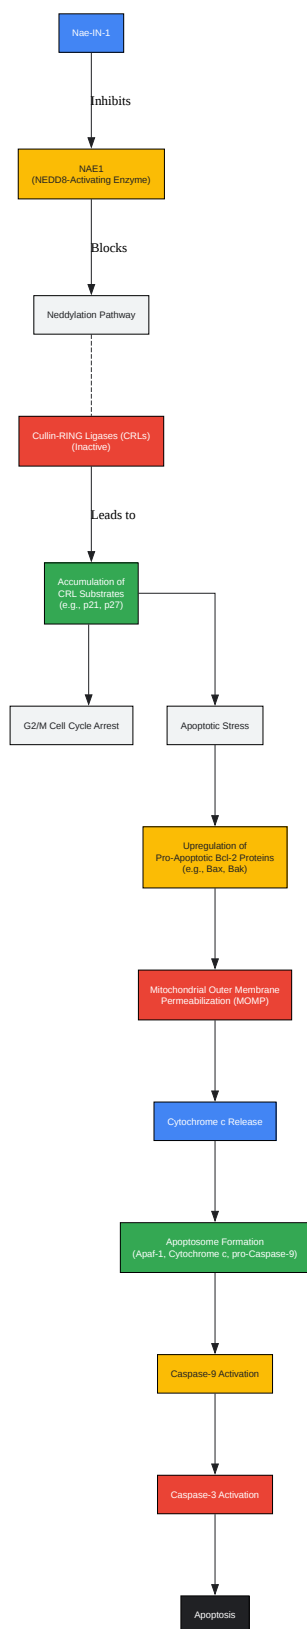 Nae-IN-1
Inhibits
NAE1
(NEDD8-Activating Enzyme)
Blocks
Neddylation Pathway
Cullin-RING Ligases (CRLs)
(Inactive)
Leads to
Accumulation of
CRL Substrates
(e.g., p21, p27)
G2/M Cell Cycle Arrest
Apoptotic Stress
Upregulation of
Pro-Apoptotic Bcl-2 Proteins
(e.g., Bax, Bak)
Mitochondrial Outer Membrane
Permeabilization (MOMP)
Cytochrome c Release
Apoptosome Formation
(Apaf-1, Cytochrome c, pro-Caspase-9)
Caspase-9 Activation
Caspase-3 Activation
Apoptosis